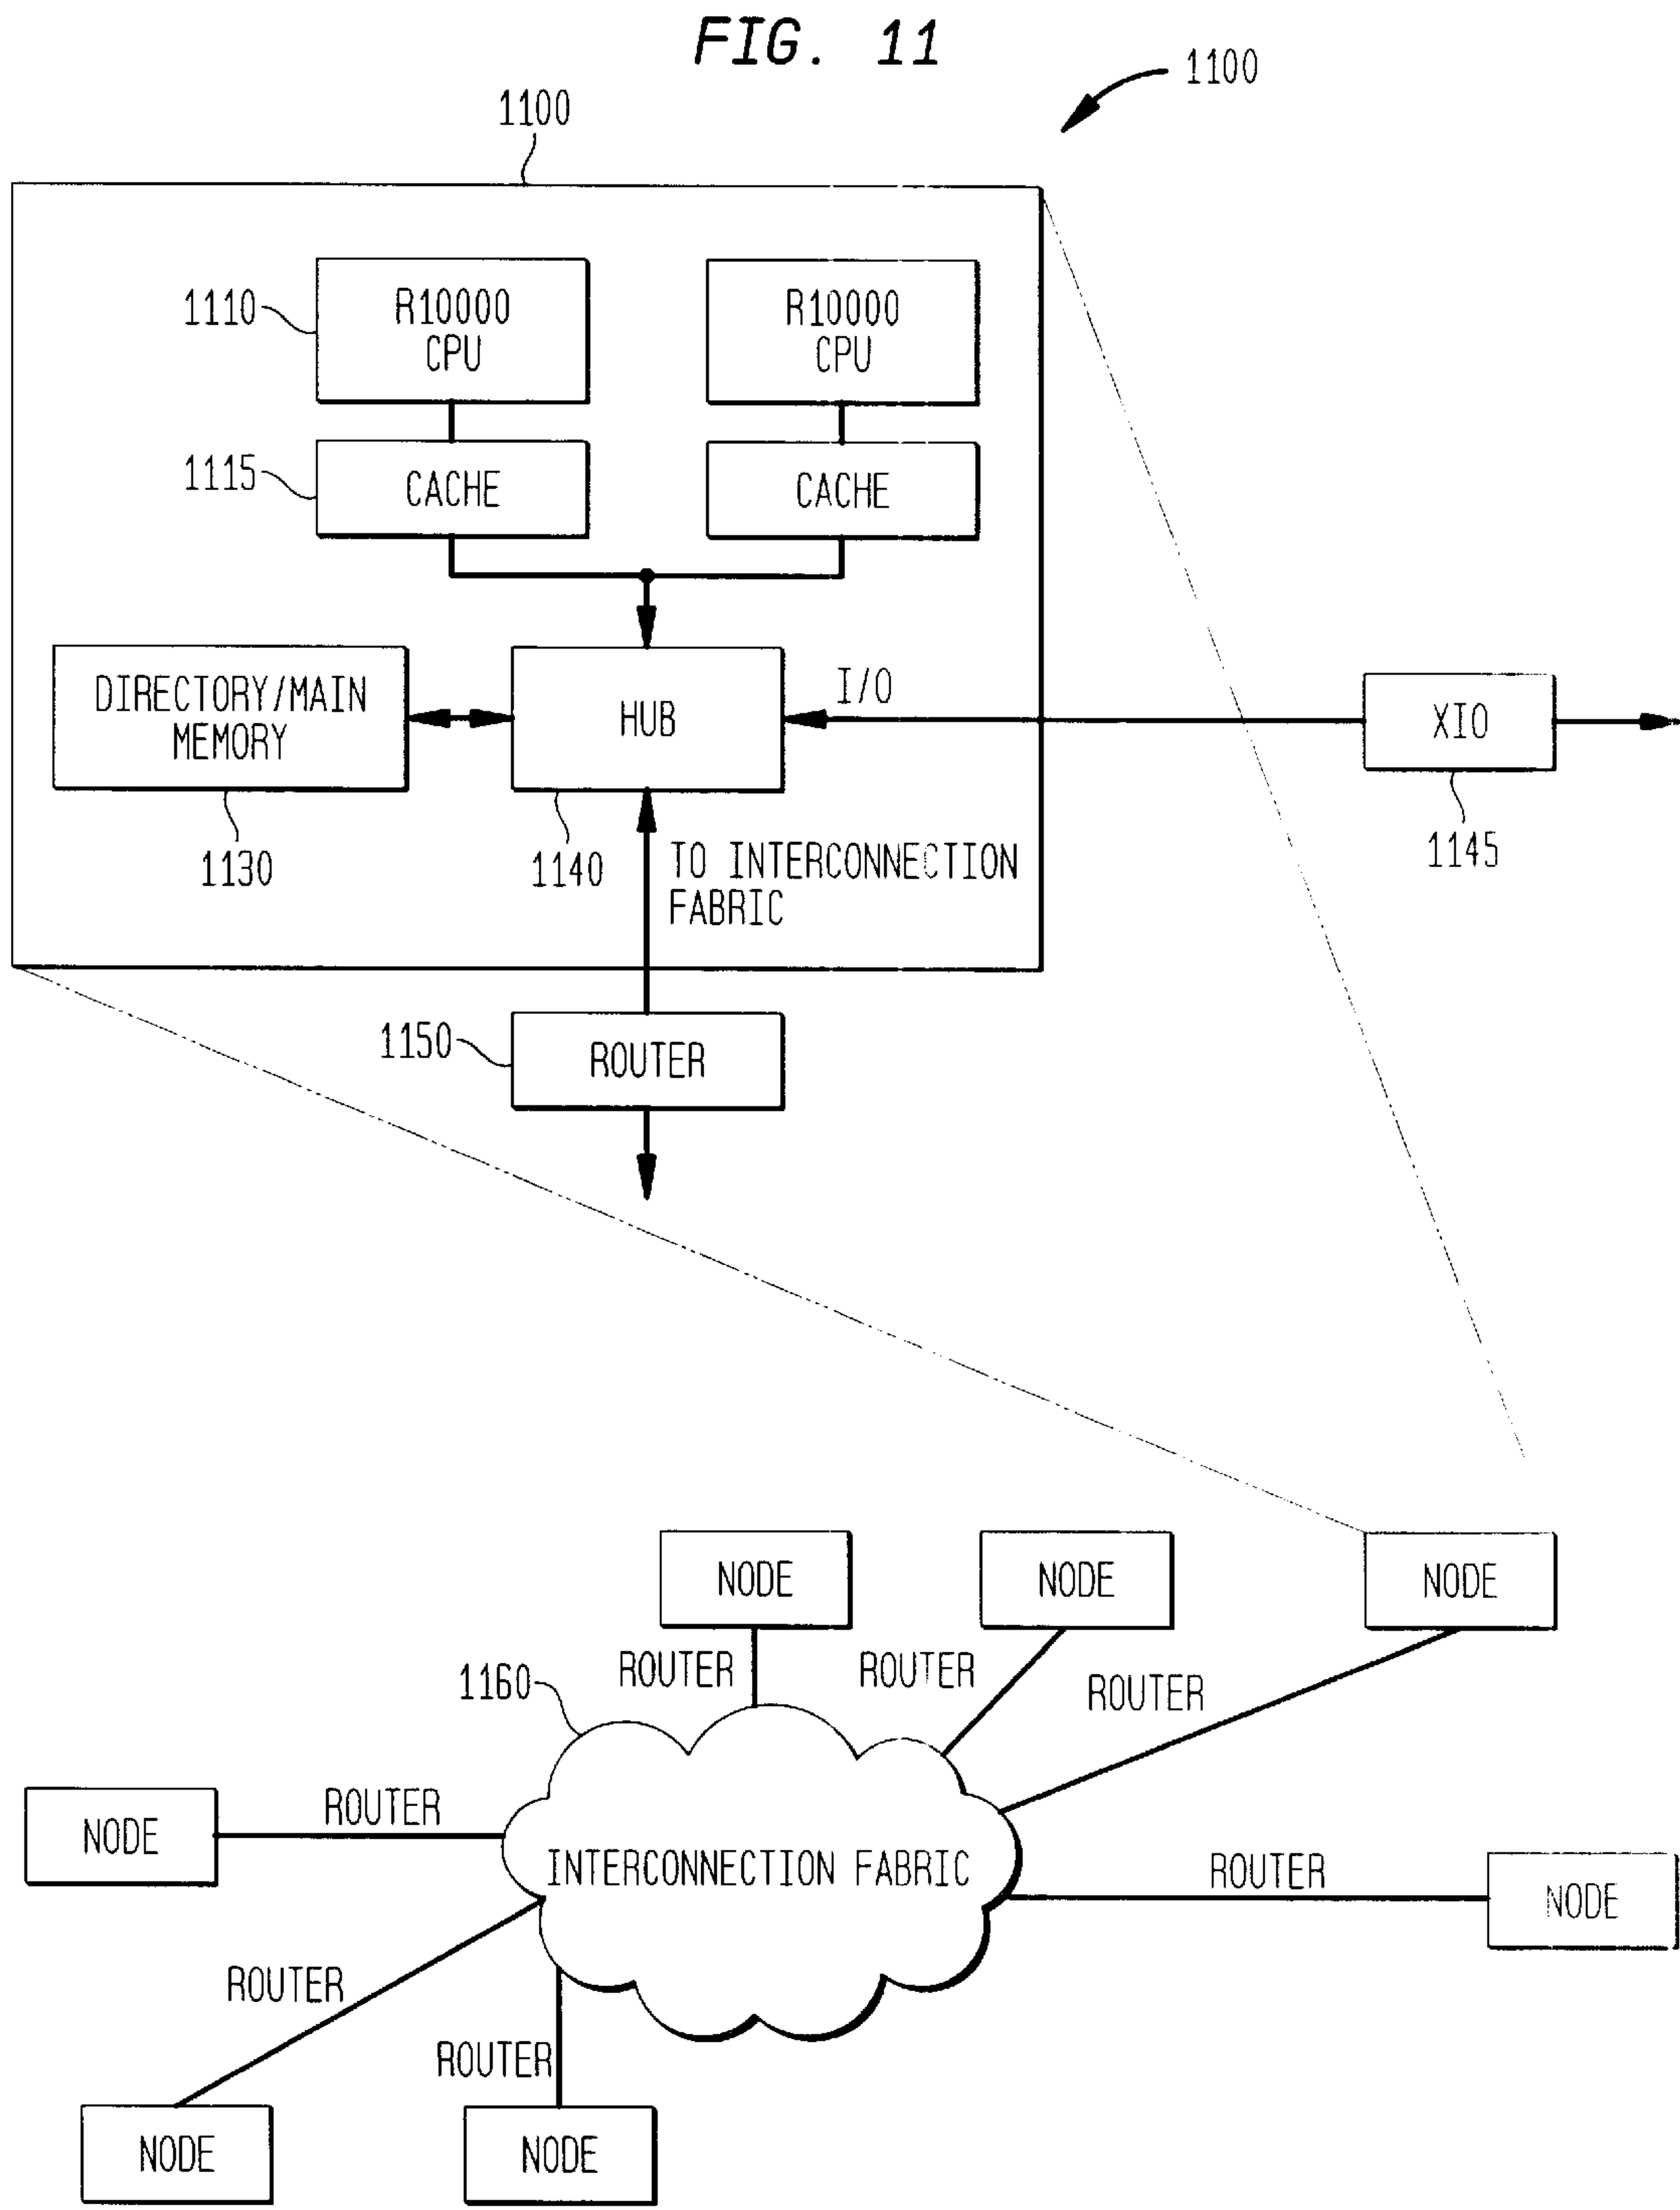 FIG. 11
1100
1100
1110
R10000
CPU
R10000
CPU
1115
CACHE
CACHE
DIRECTORY/MAIN
MEMORY
HUB
I/O
XIO
1130
1140
TO INTERCONNECTION
FABRIC
1145
1150
ROUTER
NODE
NODE
NODE
ROUTER
ROUTER
ROUTER
1160
NODE
ROUTER
INTERCONNECTION FABRIC
ROUTER
NODE
ROUTER
ROUTER
NODE
NODE